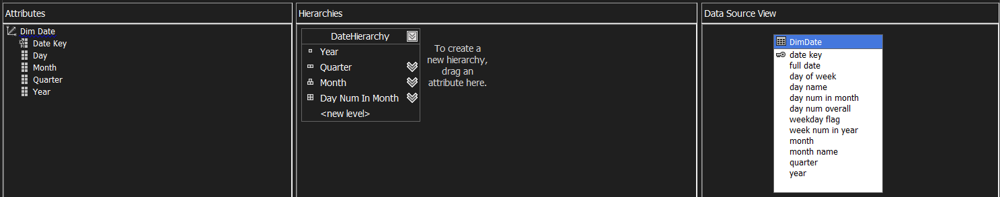 Attributes
Dim Date
Date Key
Day
Month
Quarter
Year
Hierarchies
DateHierarchy
Year
Quarter
Month
Day Num In Month
<new level>
To create a
new hierarchy,
drag an
attribute here.
Data Source View
DimDate
date key
full date
day of week
day name
day num in month
day num overall
weekday flag
week num in year
month
month name
quarter
year